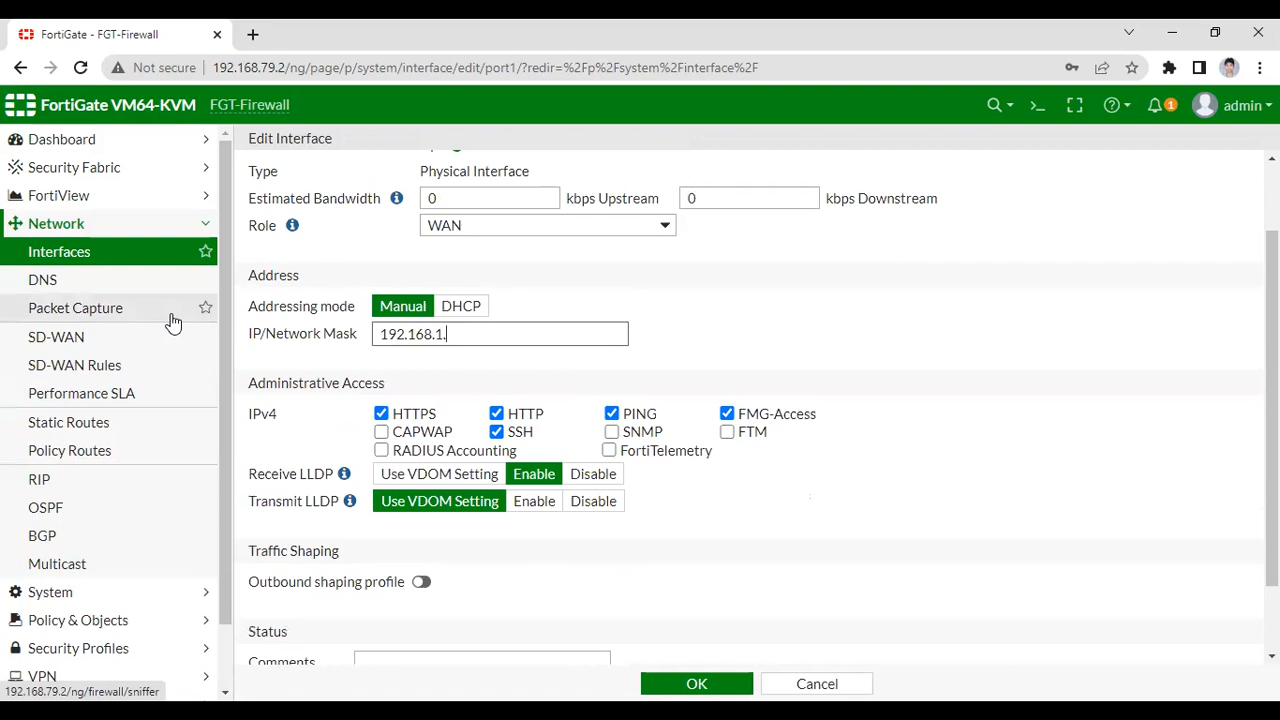 FortiGate - FGT-Firewall
Not secure 192.168.79.2/ng/page/p/system/interface/edit/port1/?redir=%2Fp%2Fsystem%2Finterface%2F
FortiGate VM64-KVM FGT-Firewall 1 admin
Dashboard
Security Fabric
FortiView
Network
Interfaces
DNS
Packet Capture
SD-WAN
SD-WAN Rules
Performance SLA
Static Routes
Policy Routes
RIP
OSPF
BGP
Multicast
System
Policy & Objects
Security Profiles
VPN
192.168.79.2/ng/firewall/sniffer
Edit Interface
Type Physical Interface
Estimated Bandwidth 0 kbps Upstream 0 kbps Downstream
Role WAN
Address
Addressing mode Manual DHCP
IP/Network Mask 192.168.1.
Administrative Access
IPv4 HTTPS HTTP PING FMG-Access
CAPWAP SSH SNMP FTM
RADIUS Accounting FortiTelemetry
Receive LLDP Use VDOM Setting Enable Disable
Transmit LLDP Use VDOM Setting Enable Disable
Traffic Shaping
Outbound shaping profile
Status
Comments
OK Cancel